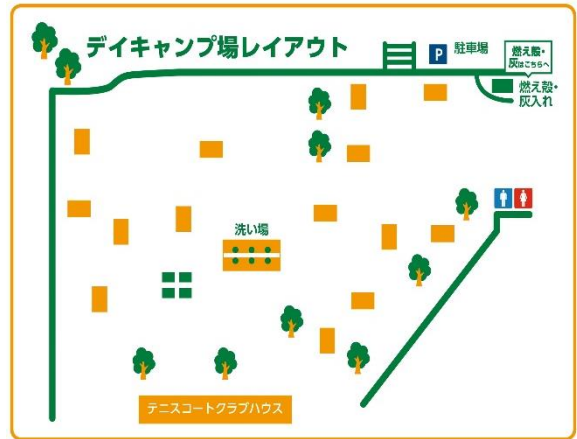 デイキャンプ場レイアウト
P 駐車場
燃え殻・
灰はこちらへ
燃え殻・
灰入れ
洗い場
テニスコートクラブハウス